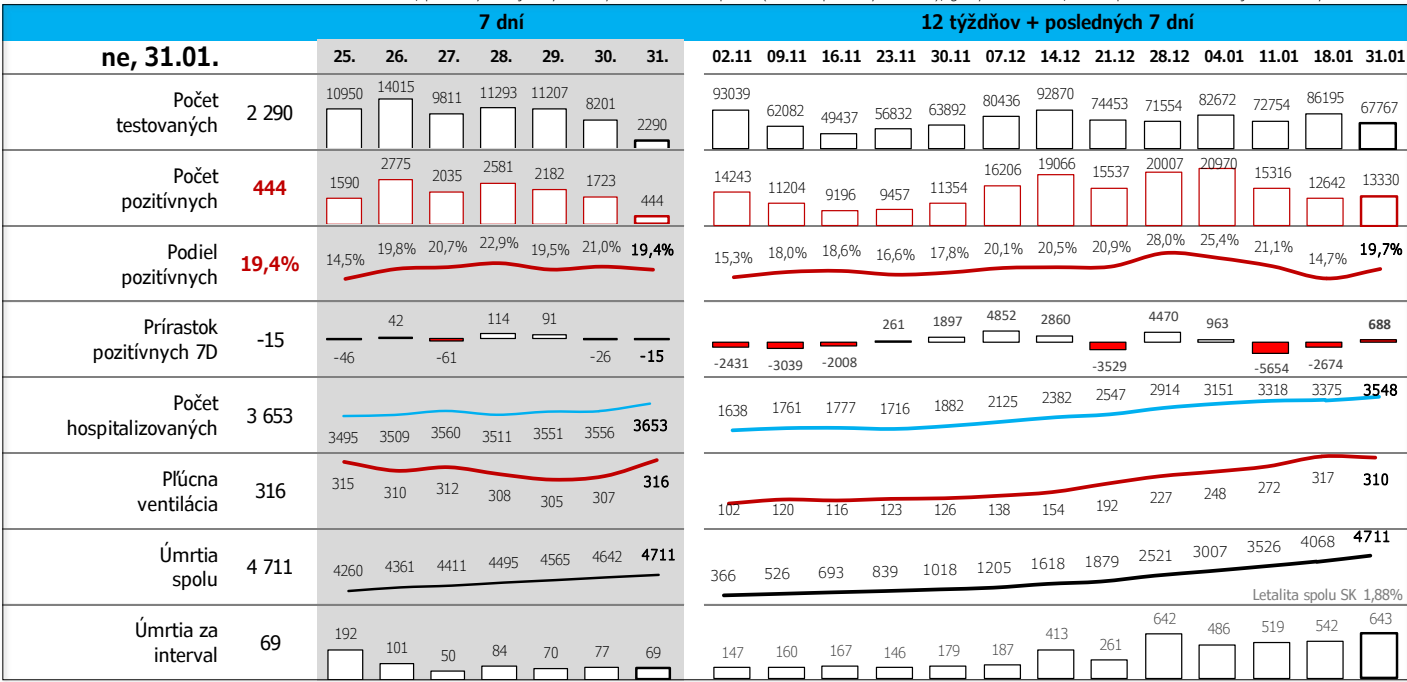 7 dní 12 týždňov + posledných 7 dní
ne, 31.01. 25. 26. 27. 28. 29. 30. 31. 02.11 09.11 16.11 23.11 30.11 07.12 14.12 21.12 28.12 04.01 11.01 18.01 31.01
Počet
testovaných 2 290 10950 14015 9811 11293 11207 8201 2290 93039 62082 49437 56832 63892 80436 92870 74453 71554 82672 72754 86195 67767
Počet
pozitívnych 444 1590 2775 2035 2581 2182 1723 444 14243 11204 9196 9457 11354 16206 19066 15537 20007 20970 15316 12642 13330
Podiel
pozitívnych 19,4% 14,5% 19,8% 20,7% 22,9% 19,5% 21,0% 19,4% 15,3% 18,0% 18,6% 16,6% 17,8% 20,1% 20,5% 20,9% 28,0% 25,4% 21,1% 14,7% 19,7%
Prírastok
pozitívnych 7D -15 -46 42 -61 114 91 -26 -15 -2431 -3039 -2008 261 1897 4852 2860 -3529 4470 963 -5654 -2674 688
Počet
hospitalizovaných 3 653 3495 3509 3560 3511 3551 3556 3653 1638 1761 1777 1716 1882 2125 2382 2547 2914 3151 3318 3375 3548
Pľúcna
ventilácia 316 315 310 312 308 305 307 316 102 120 116 123 126 138 154 192 227 248 272 317 310
Úmrtia
spolu 4 711 4260 4361 4411 4495 4565 4642 4711 366 526 693 839 1018 1205 1618 1879 2521 3007 3526 4068 4711
Letalita spolu SK 1,88%
Úmrtia za
interval 69 192 101 50 84 70 77 69 147 160 167 146 179 187 413 261 642 486 519 542 643